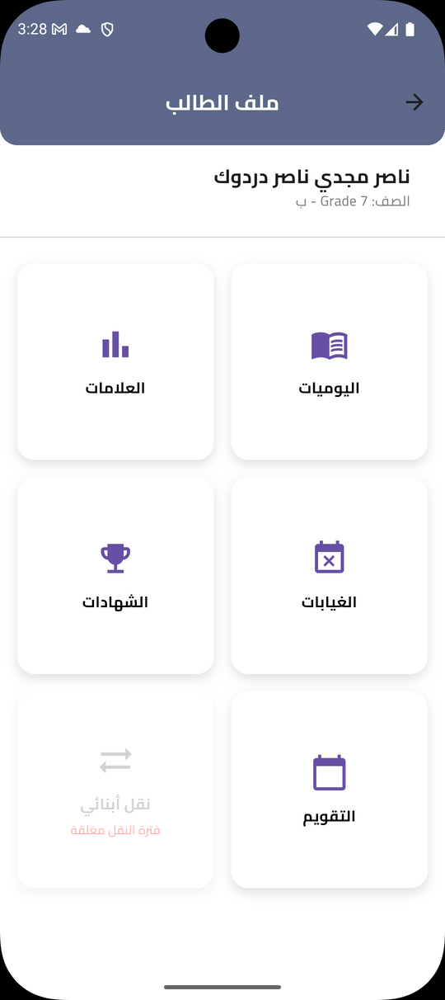 3:28
ملف الطالب
ناصر مجدي ناصر دردوك
الصف: Grade 7 - ب
اليوميات
العلامات
الغيابات
الشهادات
التقويم
نقل أبنائي
فترة النقل مغلقة